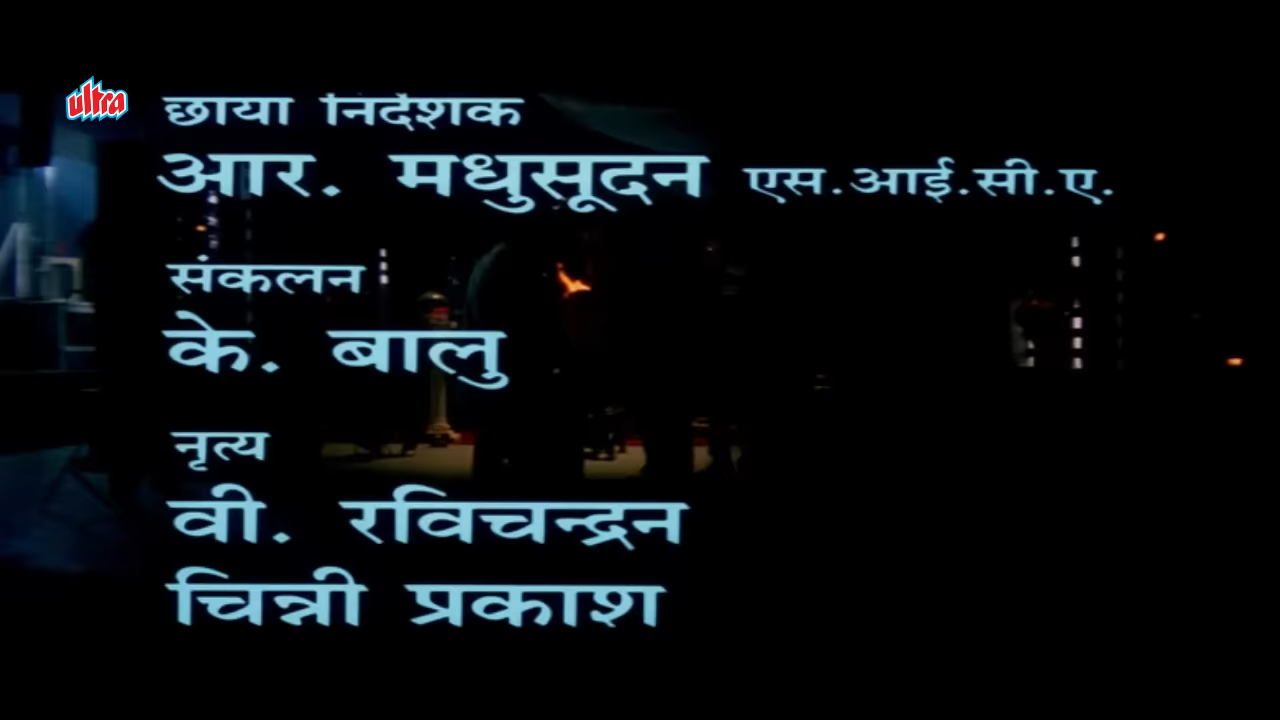 ultra
छाया निर्देशक
आर. मधुसूदन एस.आई.सी.ए.
संकलन
के. बालु
नृत्य
वी. रविचन्द्रन
चिन्नी प्रकाश